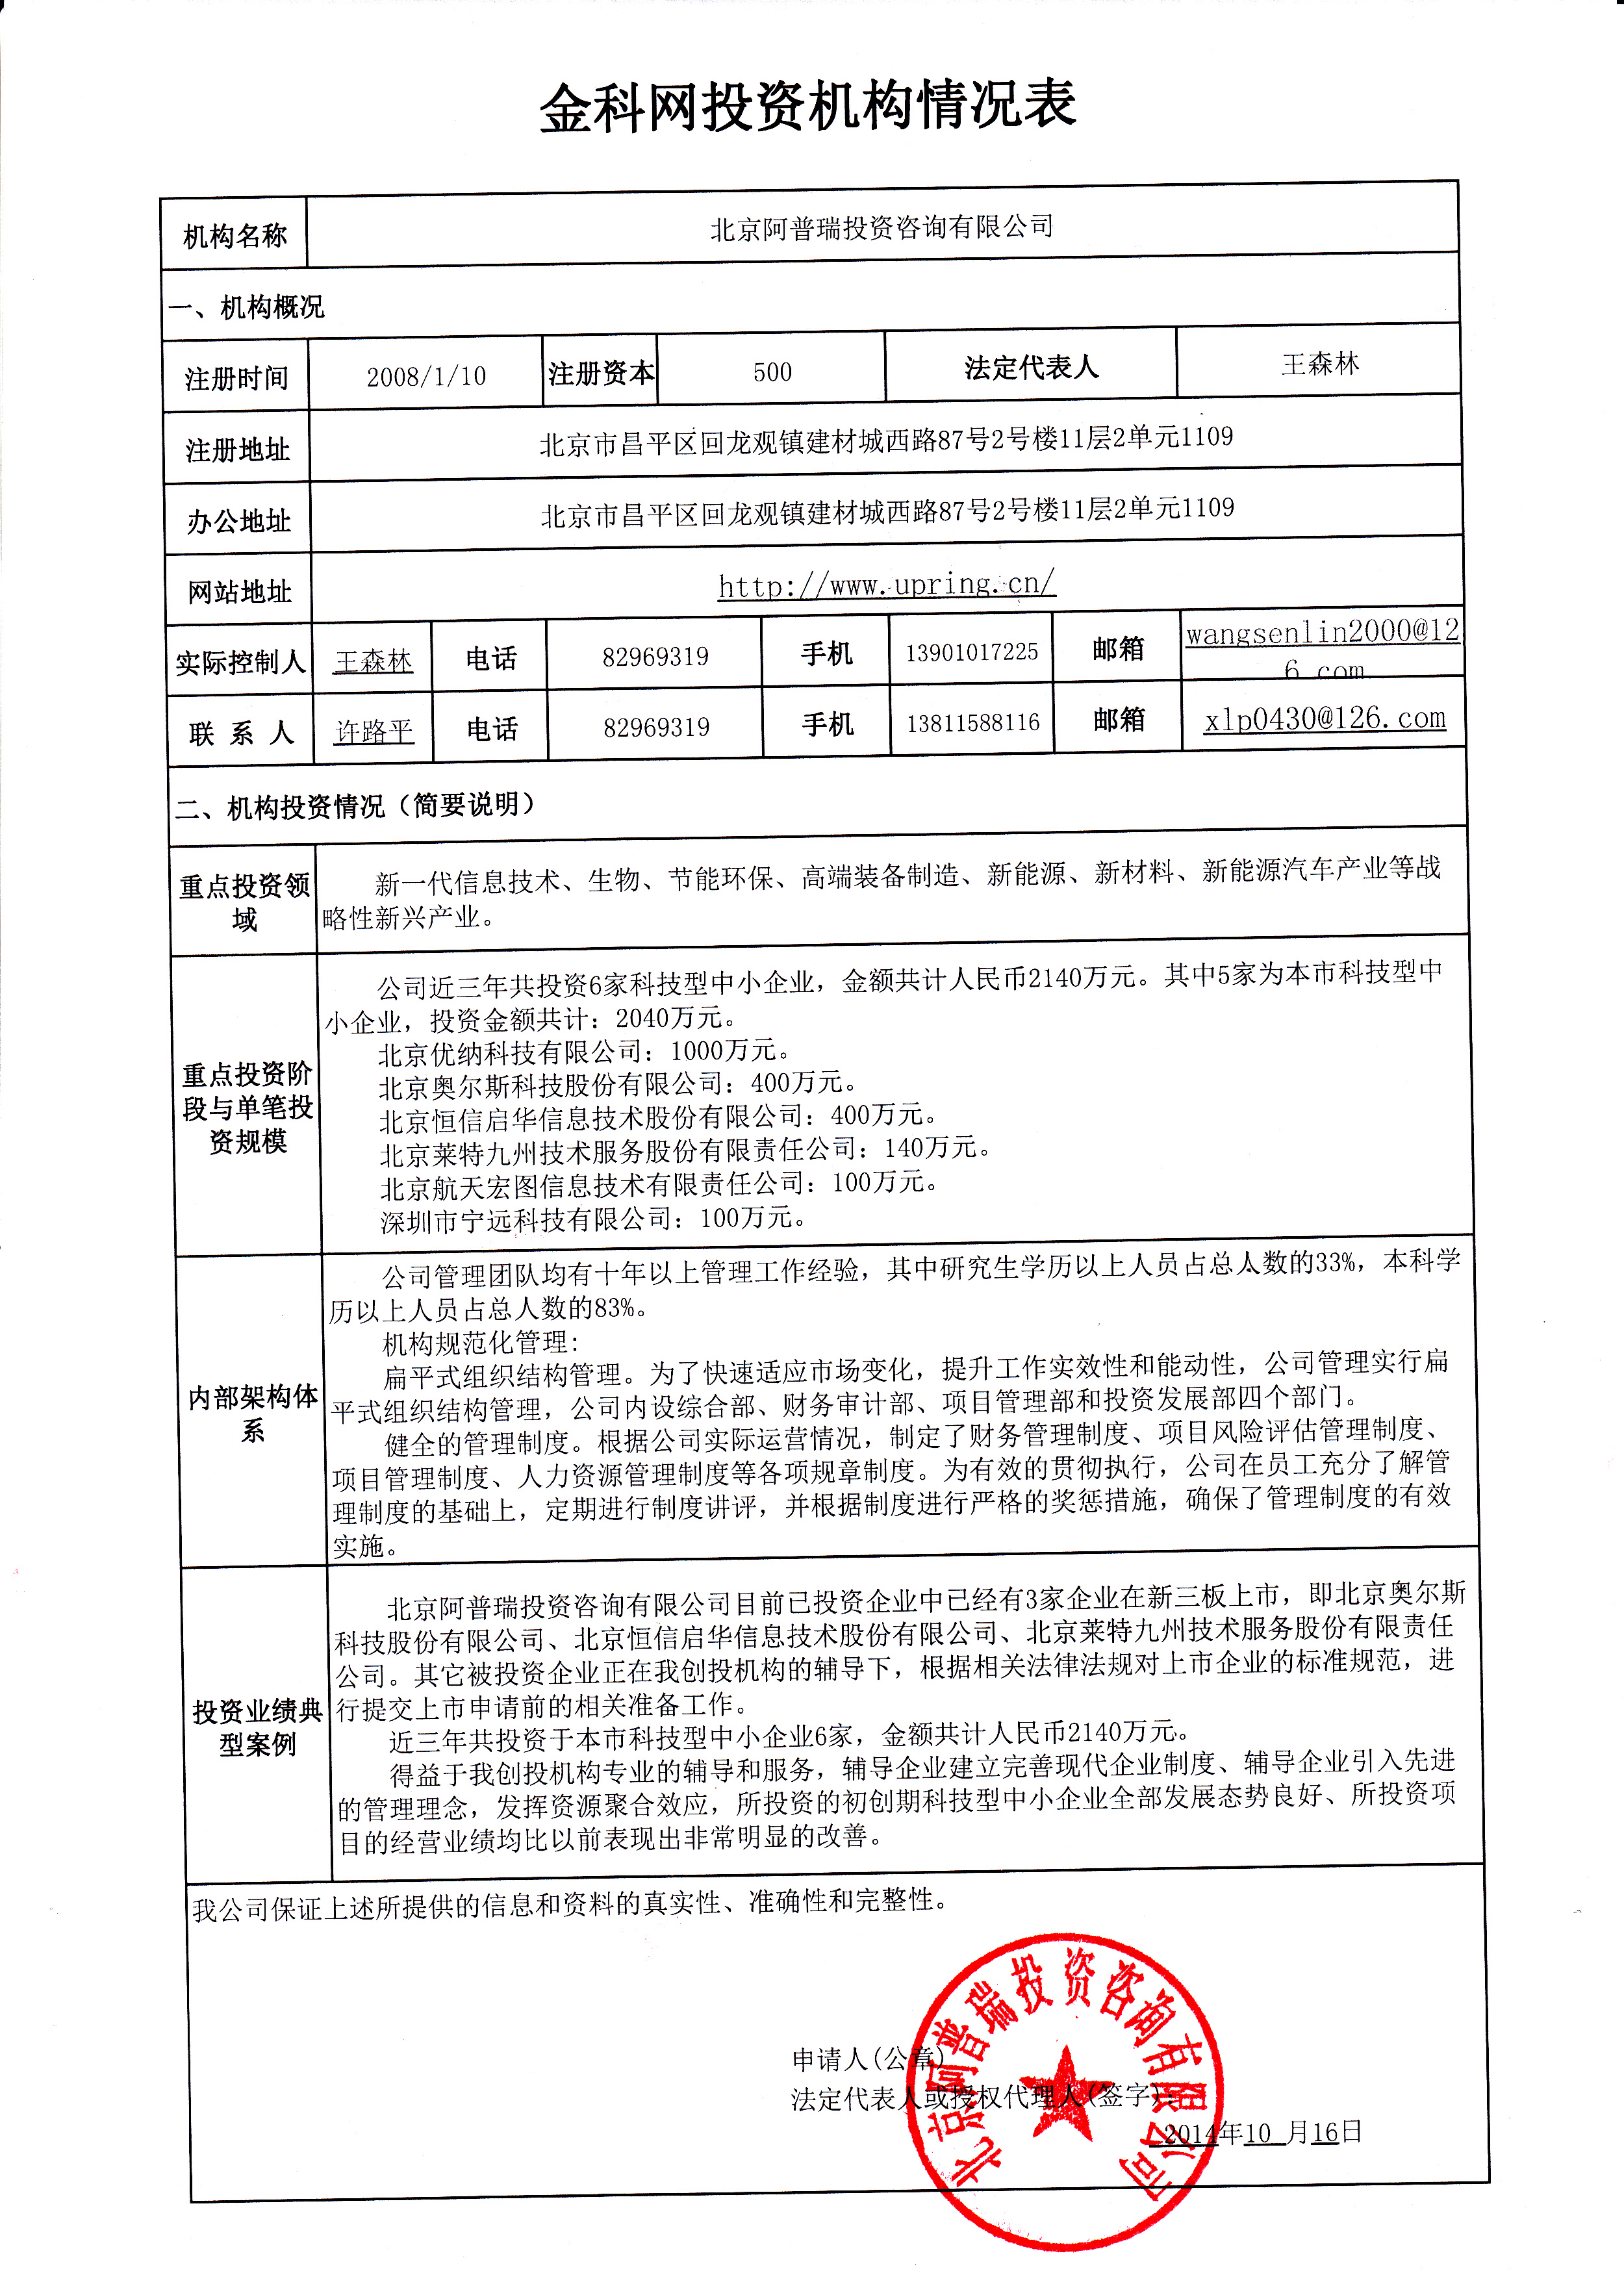 金科网投资机构情况表
机构名称 北京阿普瑞投资咨询有限公司
一、机构概况
注册时间 2008/1/10 注册资本 500 法定代表人 王森林
注册地址 北京市昌平区回龙观镇建材城西路87号2号楼11层2单元1109
办公地址 北京市昌平区回龙观镇建材城西路87号2号楼11层2单元1109
网站地址 http://www.upring.cn/
实际控制人 王森林 电话 82969319 手机 13901017225 邮箱 wangsenlin2000@12
6.com
联 系 人 许路平 电话 82969319 手机 13811588116 邮箱 xlp0430@126.com
二、机构投资情况（简要说明）
重点投资领
域
新一代信息技术、生物、节能环保、高端装备制造、新能源、新材料、新能源汽车产业等战
略性新兴产业。
重点投资阶
段与单笔投
资规模
公司近三年共投资6家科技型中小企业，金额共计人民币2140万元。其中5家为本市科技型中
小企业，投资金额共计：2040万元。
北京优纳科技有限公司：1000万元。
北京奥尔斯科技股份有限公司：400万元。
北京恒信启华信息技术股份有限公司：400万元。
北京莱特九州技术服务股份有限责任公司：140万元。
北京航天宏图信息技术有限责任公司：100万元。
深圳市宁远科技有限公司：100万元。
内部架构体
系
公司管理团队均有十年以上管理工作经验，其中研究生学历以上人员占总人数的33%，本科学
历以上人员占总人数的83%。
机构规范化管理：
扁平式组织结构管理。为了快速适应市场变化，提升工作实效性和能动性，公司管理实行扁
平式组织结构管理，公司内设综合部、财务审计部、项目管理部和投资发展部四个部门。
健全的管理制度。根据公司实际运营情况，制定了财务管理制度、项目风险评估管理制度、
项目管理制度、人力资源管理制度等各项规章制度。为有效的贯彻执行，公司在员工充分了解管
理制度的基础上，定期进行制度讲评，并根据制度进行严格的奖惩措施，确保了管理制度的有效
实施。
投资业绩典
型案例
北京阿普瑞投资咨询有限公司目前已投资企业中已经有3家企业在新三板上市，即北京奥尔斯
科技股份有限公司、北京恒信启华信息技术股份有限公司、北京莱特九州技术服务股份有限责任
公司。其它被投资企业正在我创投机构的辅导下，根据相关法律法规对上市企业的标准规范，进
行提交上市申请前的相关准备工作。
近三年共投资于本市科技型中小企业6家，金额共计人民币2140万元。
得益于我创投机构专业的辅导和服务，辅导企业建立完善现代企业制度、辅导企业引入先进
的管理理念，发挥资源聚合效应，所投资的初创期科技型中小企业全部发展态势良好、所投资项
目的经营业绩均比以前表现出非常明显的改善。
我公司保证上述所提供的信息和资料的真实性、准确性和完整性。
北京阿普瑞投资咨询有限公司
申请人(公章)
法定代表人或授权代理人(签字)：
2014年10 月16日